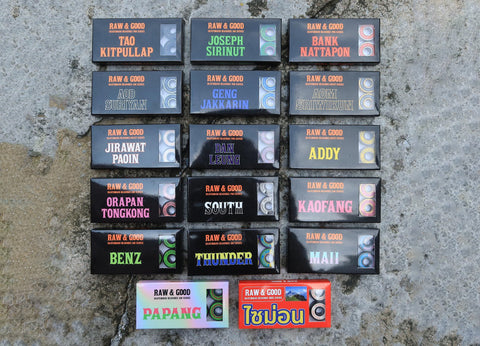 RAW & GOOD
TAO
KITPULLAP
RAW & GOOD
JOSEPH
SIRINUT
RAW & GOOD
BANK
NATTAPON
RAW & GOOD
SURIYAN
RAW & GOOD
GENG
JAKKARIN
RAW & GOOD
RAW & GOOD
JIRAWAT
PAOIN
RAW & GOOD
DAN
LEUNG
RAW & GOOD
ADDY
RAW & GOOD
ORAPAN
TONGKONG
RAW & GOOD
SOUTH
RAW & GOOD
KAOFANG
RAW & GOOD
BENZ
RAW & GOOD
THUNDER
RAW & GOOD
MAII
RAW & GOOD
PAPANG
RAW & GOOD
ไซม่อน